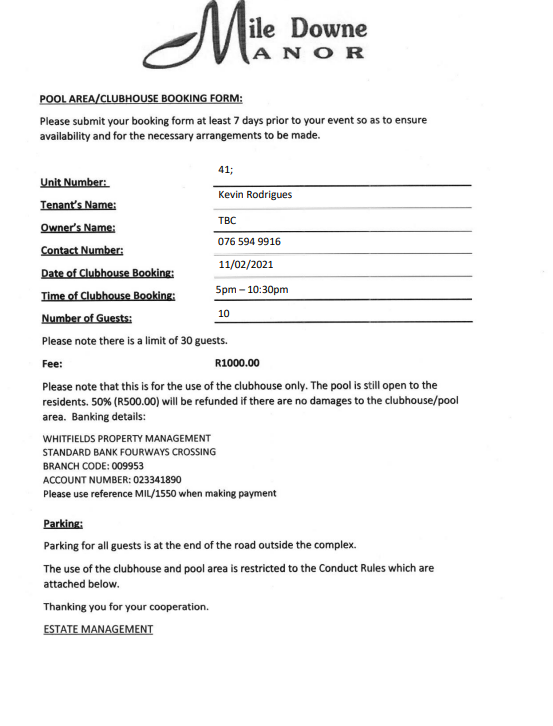 Mile Downe
MANOR
POOL AREA/CLUBHOUSE BOOKING FORM:
Please submit your booking form at least 7 days prior to your event so as to ensure
availability and for the necessary arrangements to be made.
Unit Number: 41;
Tenant's Name: Kevin Rodrigues
Owner's Name: TBC
Contact Number: 076 594 9916
Date of Clubhouse Booking: 11/02/2021
Time of Clubhouse Booking: 5pm – 10:30pm
Number of Guests: 10
Please note there is a limit of 30 guests.
Fee: R1000.00
Please note that this is for the use of the clubhouse only. The pool is still open to the
residents. 50% (R500.00) will be refunded if there are no damages to the clubhouse/pool
area. Banking details:
WHITFIELDS PROPERTY MANAGEMENT
STANDARD BANK FOURWAYS CROSSING
BRANCH CODE: 009953
ACCOUNT NUMBER: 023341890
Please use reference MIL/1550 when making payment
Parking:
Parking for all guests is at the end of the road outside the complex.
The use of the clubhouse and pool area is restricted to the Conduct Rules which are
attached below.
Thanking you for your cooperation.
ESTATE MANAGEMENT